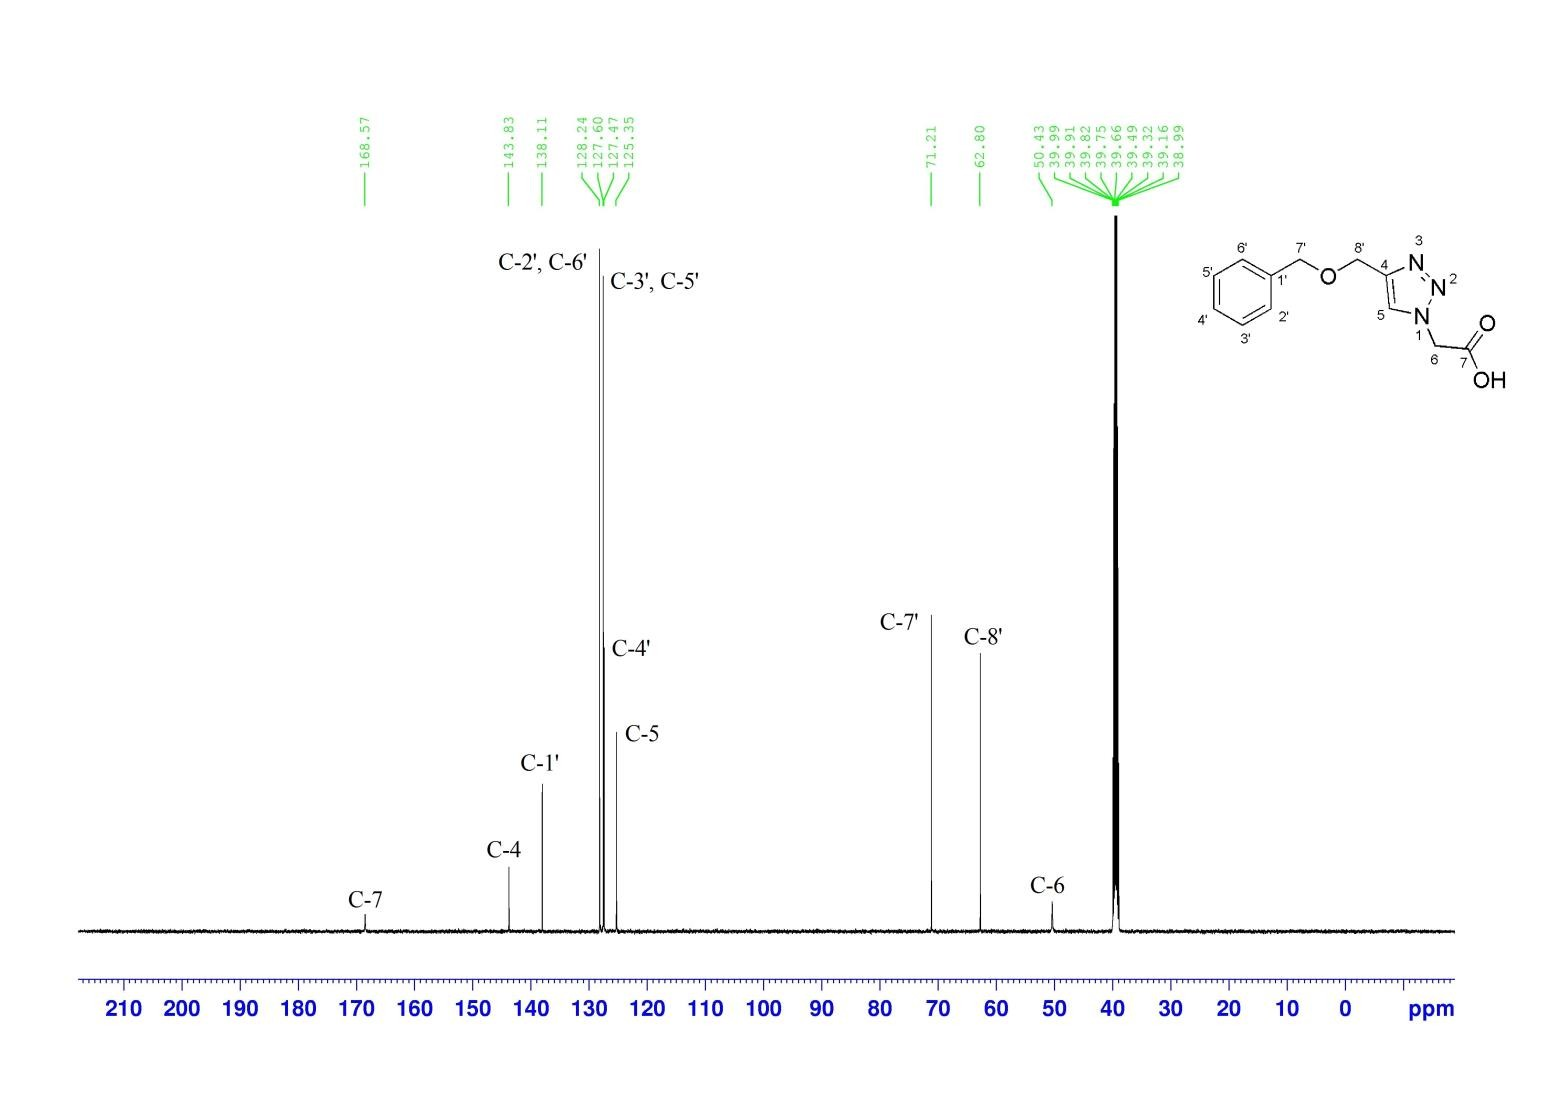 168.57
143.83
138.11
128.24
127.60
127.47
125.35
71.21
62.80
50.43
39.99
39.91
39.82
39.75
39.66
39.49
39.32
39.16
38.99
C-2', C-6'
C-3', C-5'
C-4'
C-5
C-1'
C-4
C-7
C-7'
C-8'
C-6
6'
7'
8'
3
5'
1'
O
4
N
N
2
4'
2'
3'
5
N
1
O
6
7
OH
210 200 190 180 170 160 150 140 130 120 110 100 90 80 70 60 50 40 30 20 10 0 ppm